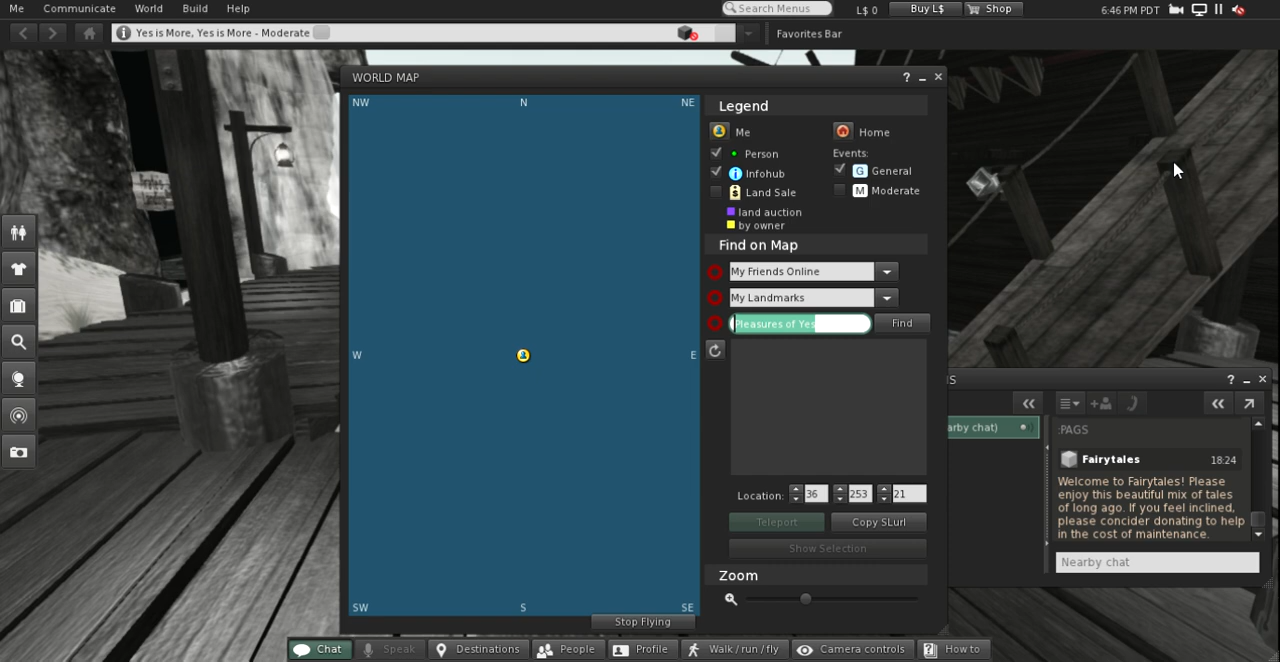 Me Communicate World Build Help
Search Menus
L$ 0
Buy L$
Shop
6:46 PM PDT
Yes is More, Yes is More - Moderate
Favorites Bar
WORLD MAP
?
NW N NE
W E
SW S SE
Legend
Me
Home
Person
Events:
Infohub
G General
Land Sale
M Moderate
land auction
by owner
Find on Map
My Friends Online
My Landmarks
Pleasures of Yes
Find
Location: 36 253 21
Teleport
Copy SLurl
Show Selection
Zoom
Stop Flying
?
arby chat)
:PAGS
Fairytales 18:24
Welcome to Fairytales! Please
enjoy this beautiful mix of tales
of long ago. If you feel inclined,
please concider donating to help
in the cost of maintenance.
Nearby chat
Chat
Speak
Destinations
People
Profile
Walk / run / fly
Camera controls
How to